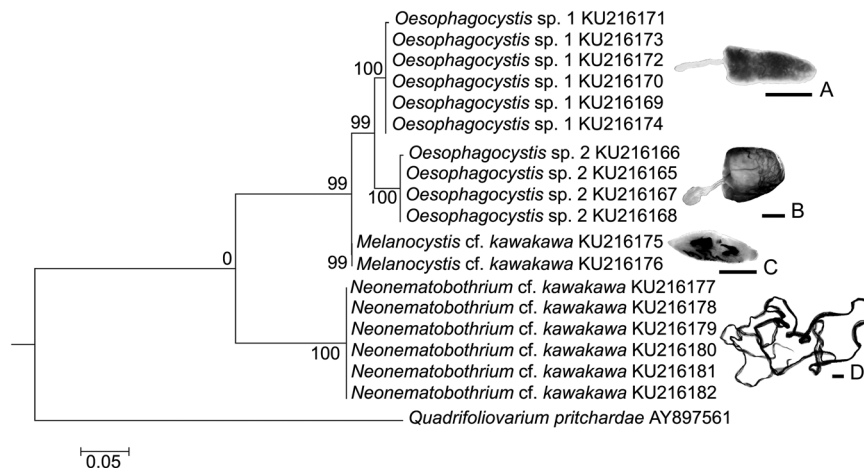 Oesophagocystis sp. 1 KU216171
Oesophagocystis sp. 1 KU216173
Oesophagocystis sp. 1 KU216172
Oesophagocystis sp. 1 KU216170
Oesophagocystis sp. 1 KU216169
Oesophagocystis sp. 1 KU216174
100
A
Oesophagocystis sp. 2 KU216166
Oesophagocystis sp. 2 KU216165
Oesophagocystis sp. 2 KU216167
Oesophagocystis sp. 2 KU216168
99
100
B
99
Melanocystis cf. kawakawa KU216175
Melanocystis cf. kawakawa KU216176
0
99
C
Neonematobothrium cf. kawakawa KU216177
Neonematobothrium cf. kawakawa KU216178
Neonematobothrium cf. kawakawa KU216179
Neonematobothrium cf. kawakawa KU216180
Neonematobothrium cf. kawakawa KU216181
Neonematobothrium cf. kawakawa KU216182
100
D
Quadrifoliovarium pritchardae AY897561
0.05